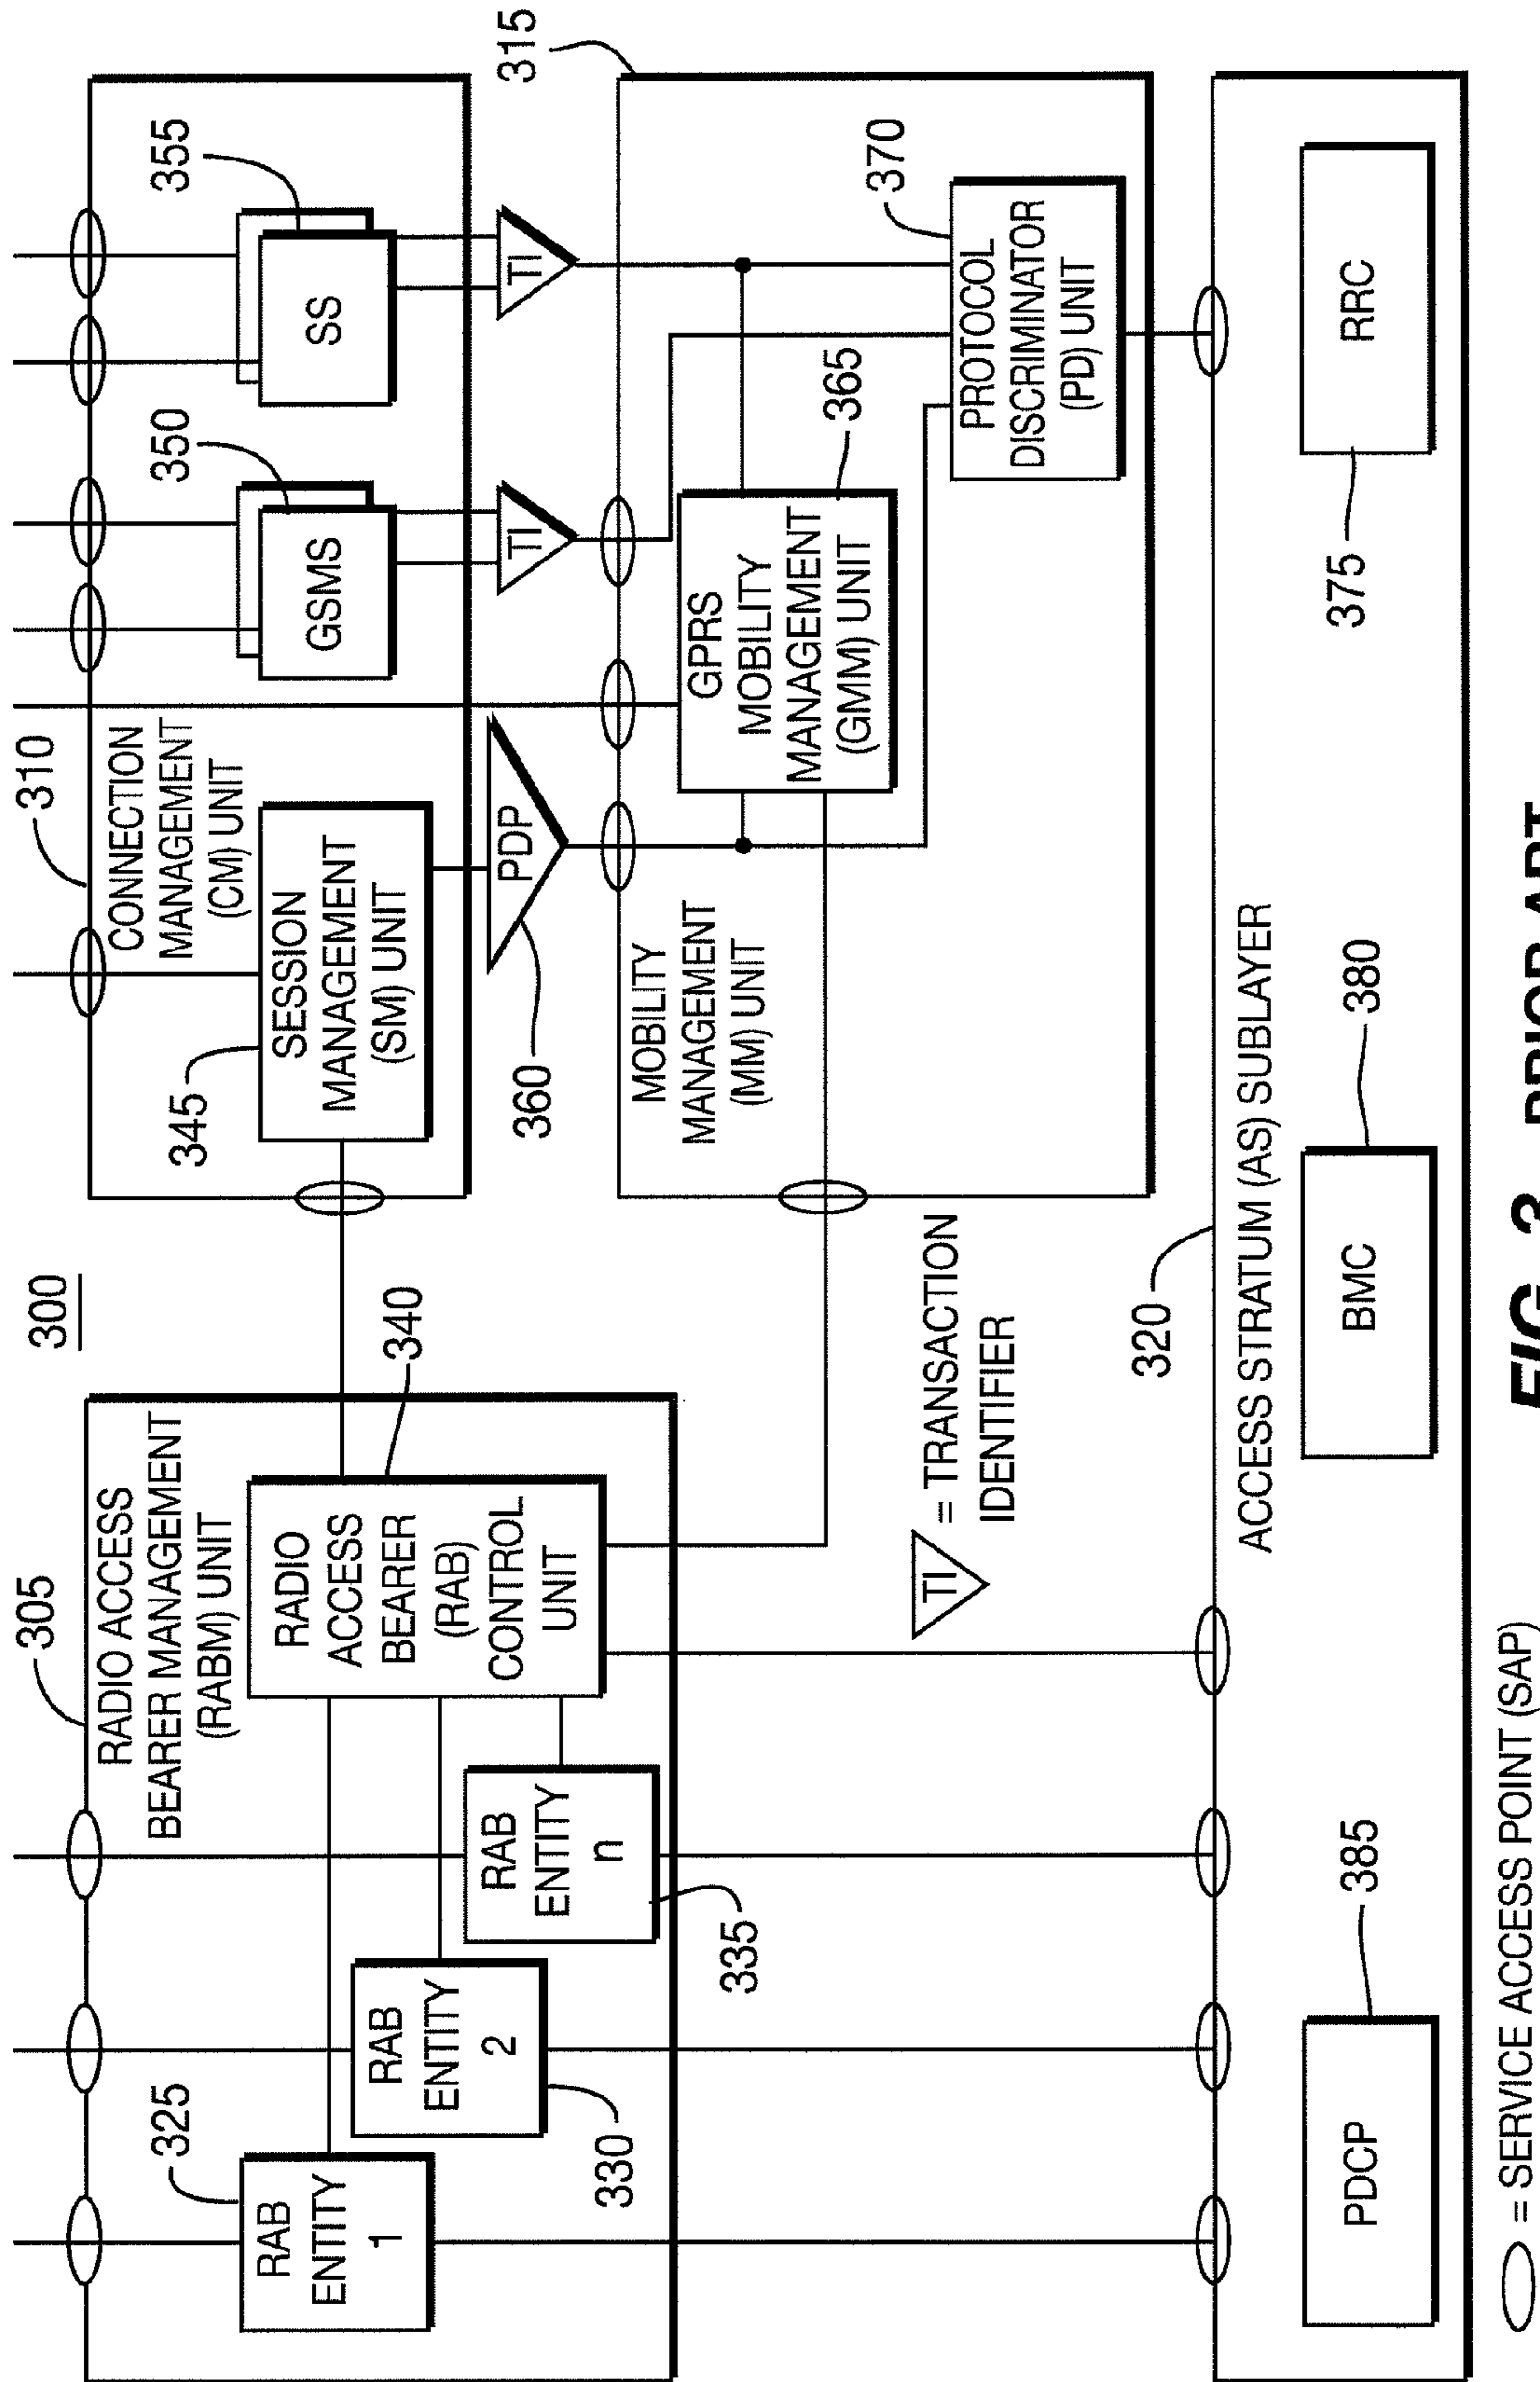 300
305
RADIO ACCESS
BEARER MANAGEMENT
(RABM) UNIT
325
RAB
ENTITY
1
RAB
ENTITY
2
330
RAB
ENTITY
n
335
RADIO
ACCESS
BEARER
(RAB)
CONTROL
UNIT
340
310
CONNECTION
MANAGEMENT
(CM) UNIT
345
SESSION
MANAGEMENT
(SM) UNIT
350
GSMS
355
SS
PDP
360
TI
TI
315
MOBILITY
MANAGEMENT
(MM) UNIT
GPRS
MOBILITY
MANAGEMENT
(GMM) UNIT
365
370
PROTOCOL
DISCRIMINATOR
(PD) UNIT
TI
= TRANSACTION
IDENTIFIER
320
ACCESS STRATUM (AS) SUBLAYER
PDCP
385
BMC
380
375
RRC
= SERVICE ACCESS POINT (SAP)
FIG. 3 PRIOR ART